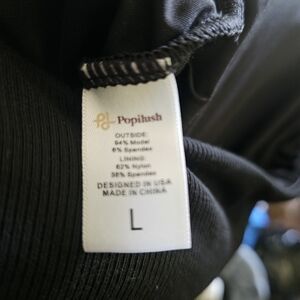 Popilush
OUTSIDE:
94% Modal
6% Spandex
LINING:
62% Nylon
38% Spandex
DESIGNED IN USA
MADE IN CHINA
L